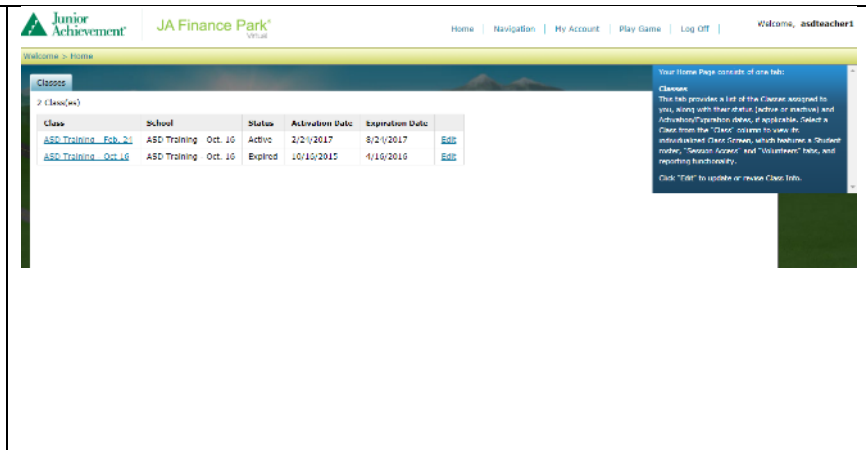 Junior
Achievement®
JA Finance Park®
Virtual
Home | Navigation | My Account | Play Game | Log Off |
Welcome, asdteacher1
Welcome > Home
Classes
2 Class(es)
Class School Status Activation Date Expiration Date
ASD Training Feb. 24 ASD Training Oct. 16 Active 2/24/2017 8/24/2017 Edit
ASD Training Oct 16 ASD Training Oct. 16 Expired 10/16/2015 4/16/2016 Edit
Your Home Page consists of one tab:
Classes
This tab provides a list of the Classes assigned to
you, along with their status (active or inactive) and
Activation/Expiration dates, if applicable. Select a
Class from the "Class" column to view its
individualized Class Screen, which features a Student
roster, "Session Access" and "Volunteers" tabs, and
reporting functionality.
Click "Edit" to update or revise Class Info.